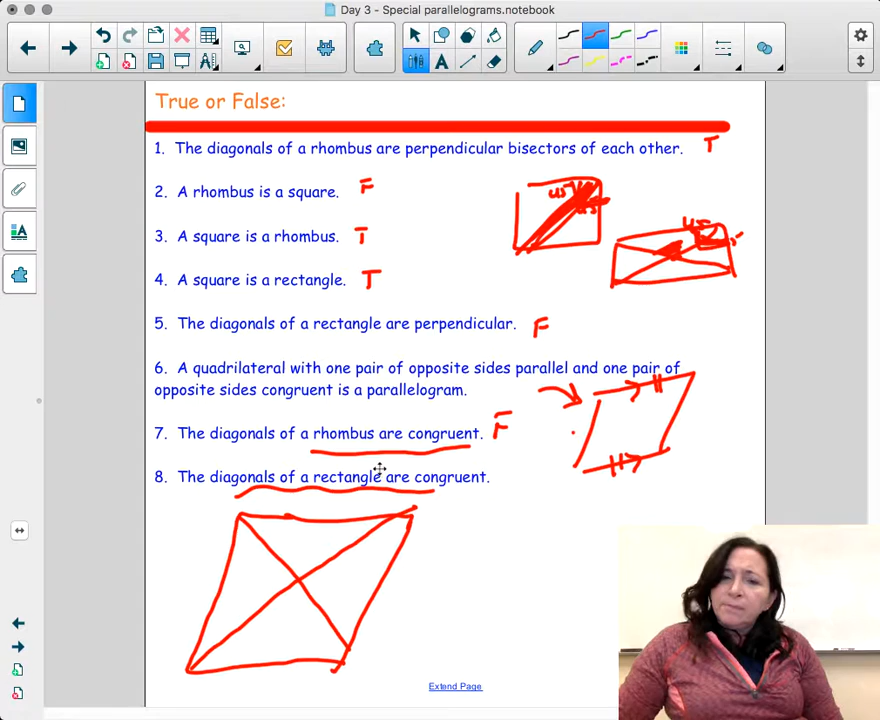 Day 3 - Special parallelograms.notebook
True or False:
1. The diagonals of a rhombus are perpendicular bisectors of each other. T
2. A rhombus is a square. F
3. A square is a rhombus. T
4. A square is a rectangle. T
5. The diagonals of a rectangle are perpendicular. F
6. A quadrilateral with one pair of opposite sides parallel and one pair of
opposite sides congruent is a parallelogram.
7. The diagonals of a rhombus are congruent. F
8. The diagonals of a rectangle are congruent.
Extend Page